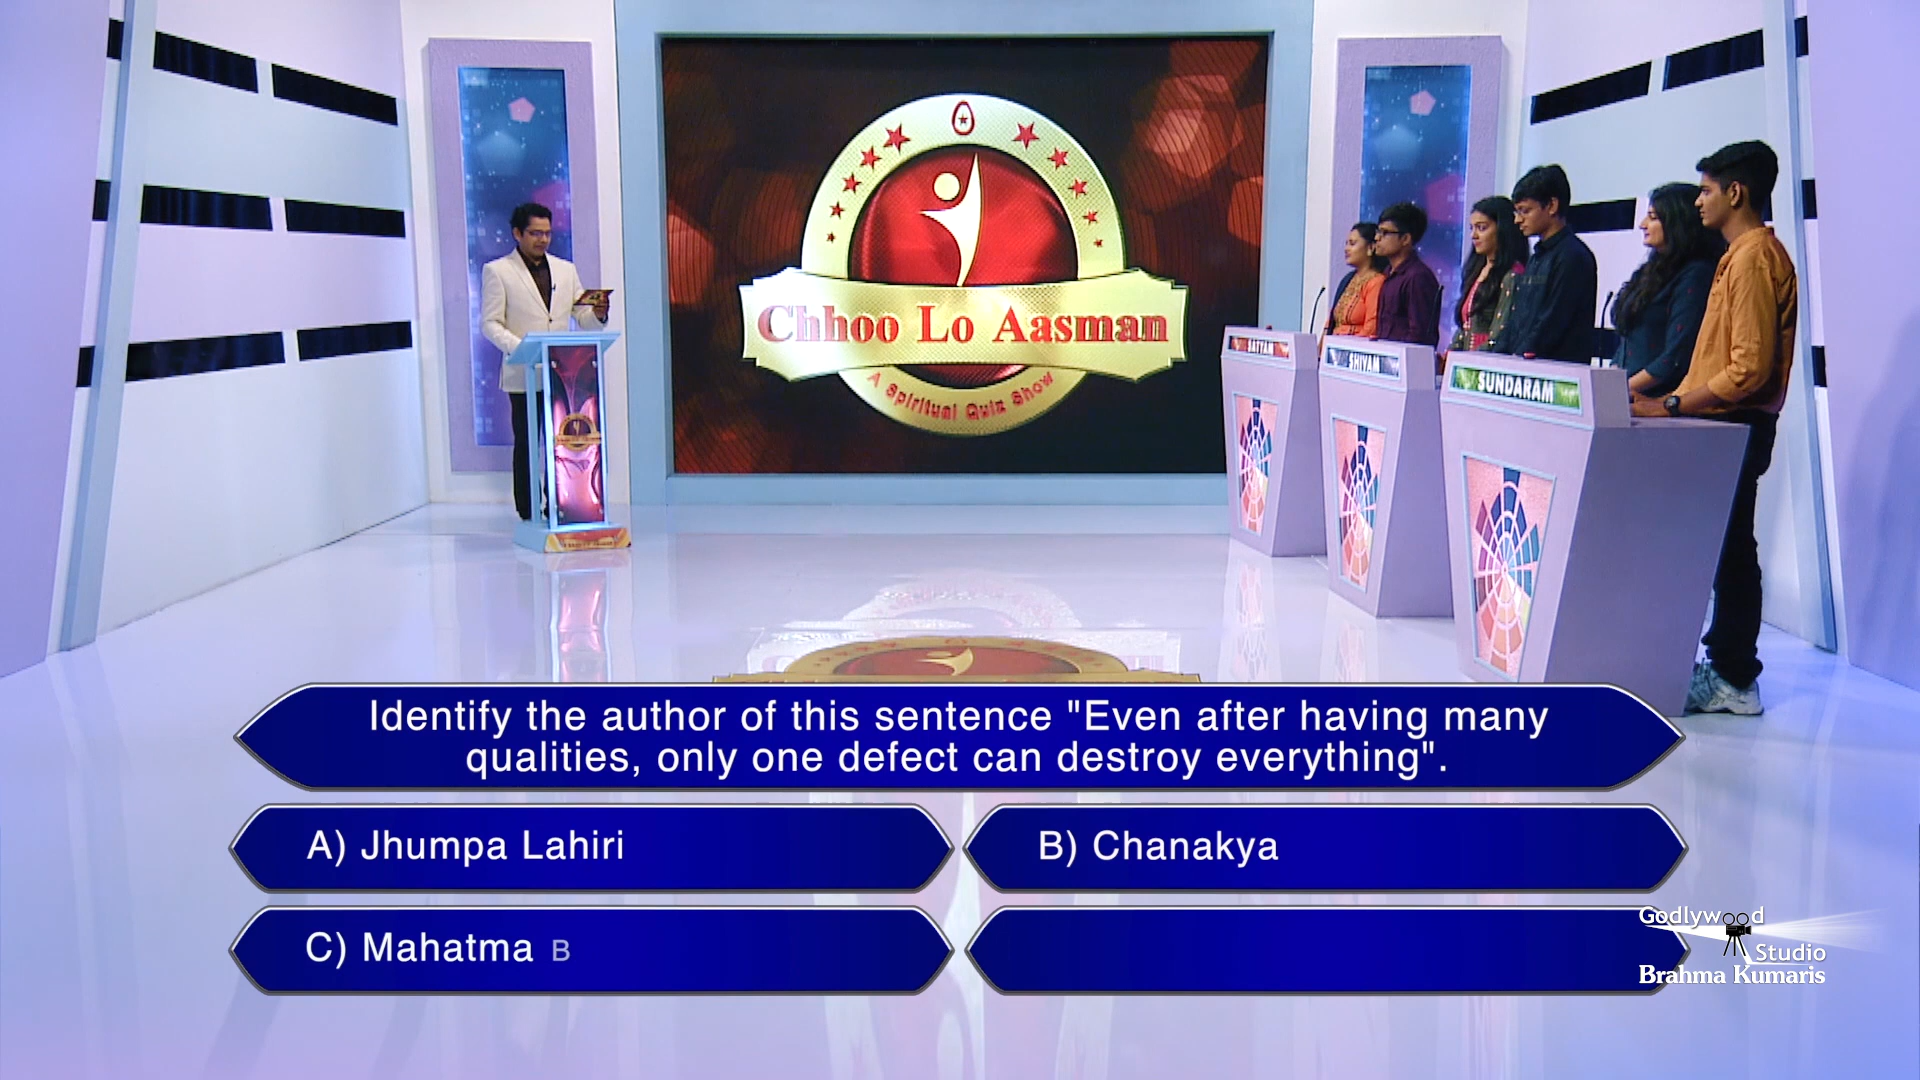 Chhoo Lo Aasman
A Spiritual Quiz Show
SATYAM
SHIVAM
SUNDARAM
Identify the author of this sentence "Even after having many
qualities, only one defect can destroy everything".
A) Jhumpa Lahiri
B) Chanakya
C) Mahatma B
Godlywood
Studio
Brahma Kumaris